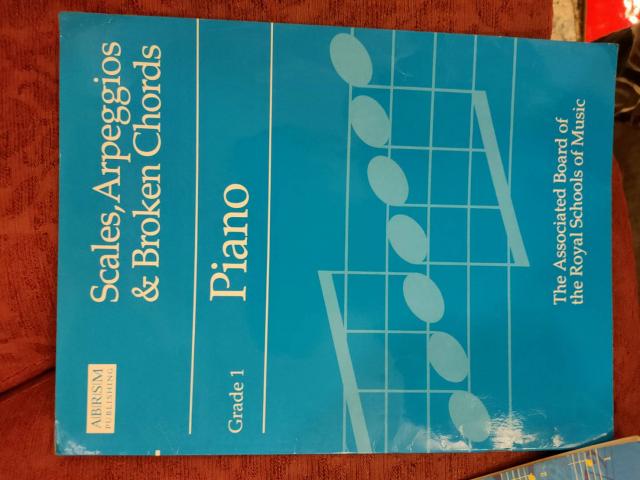 ABRSM
PUBLISHING
Scales, Arpeggios
& Broken Chords
Grade 1
Piano
The Associated Board of
the Royal Schools of Music